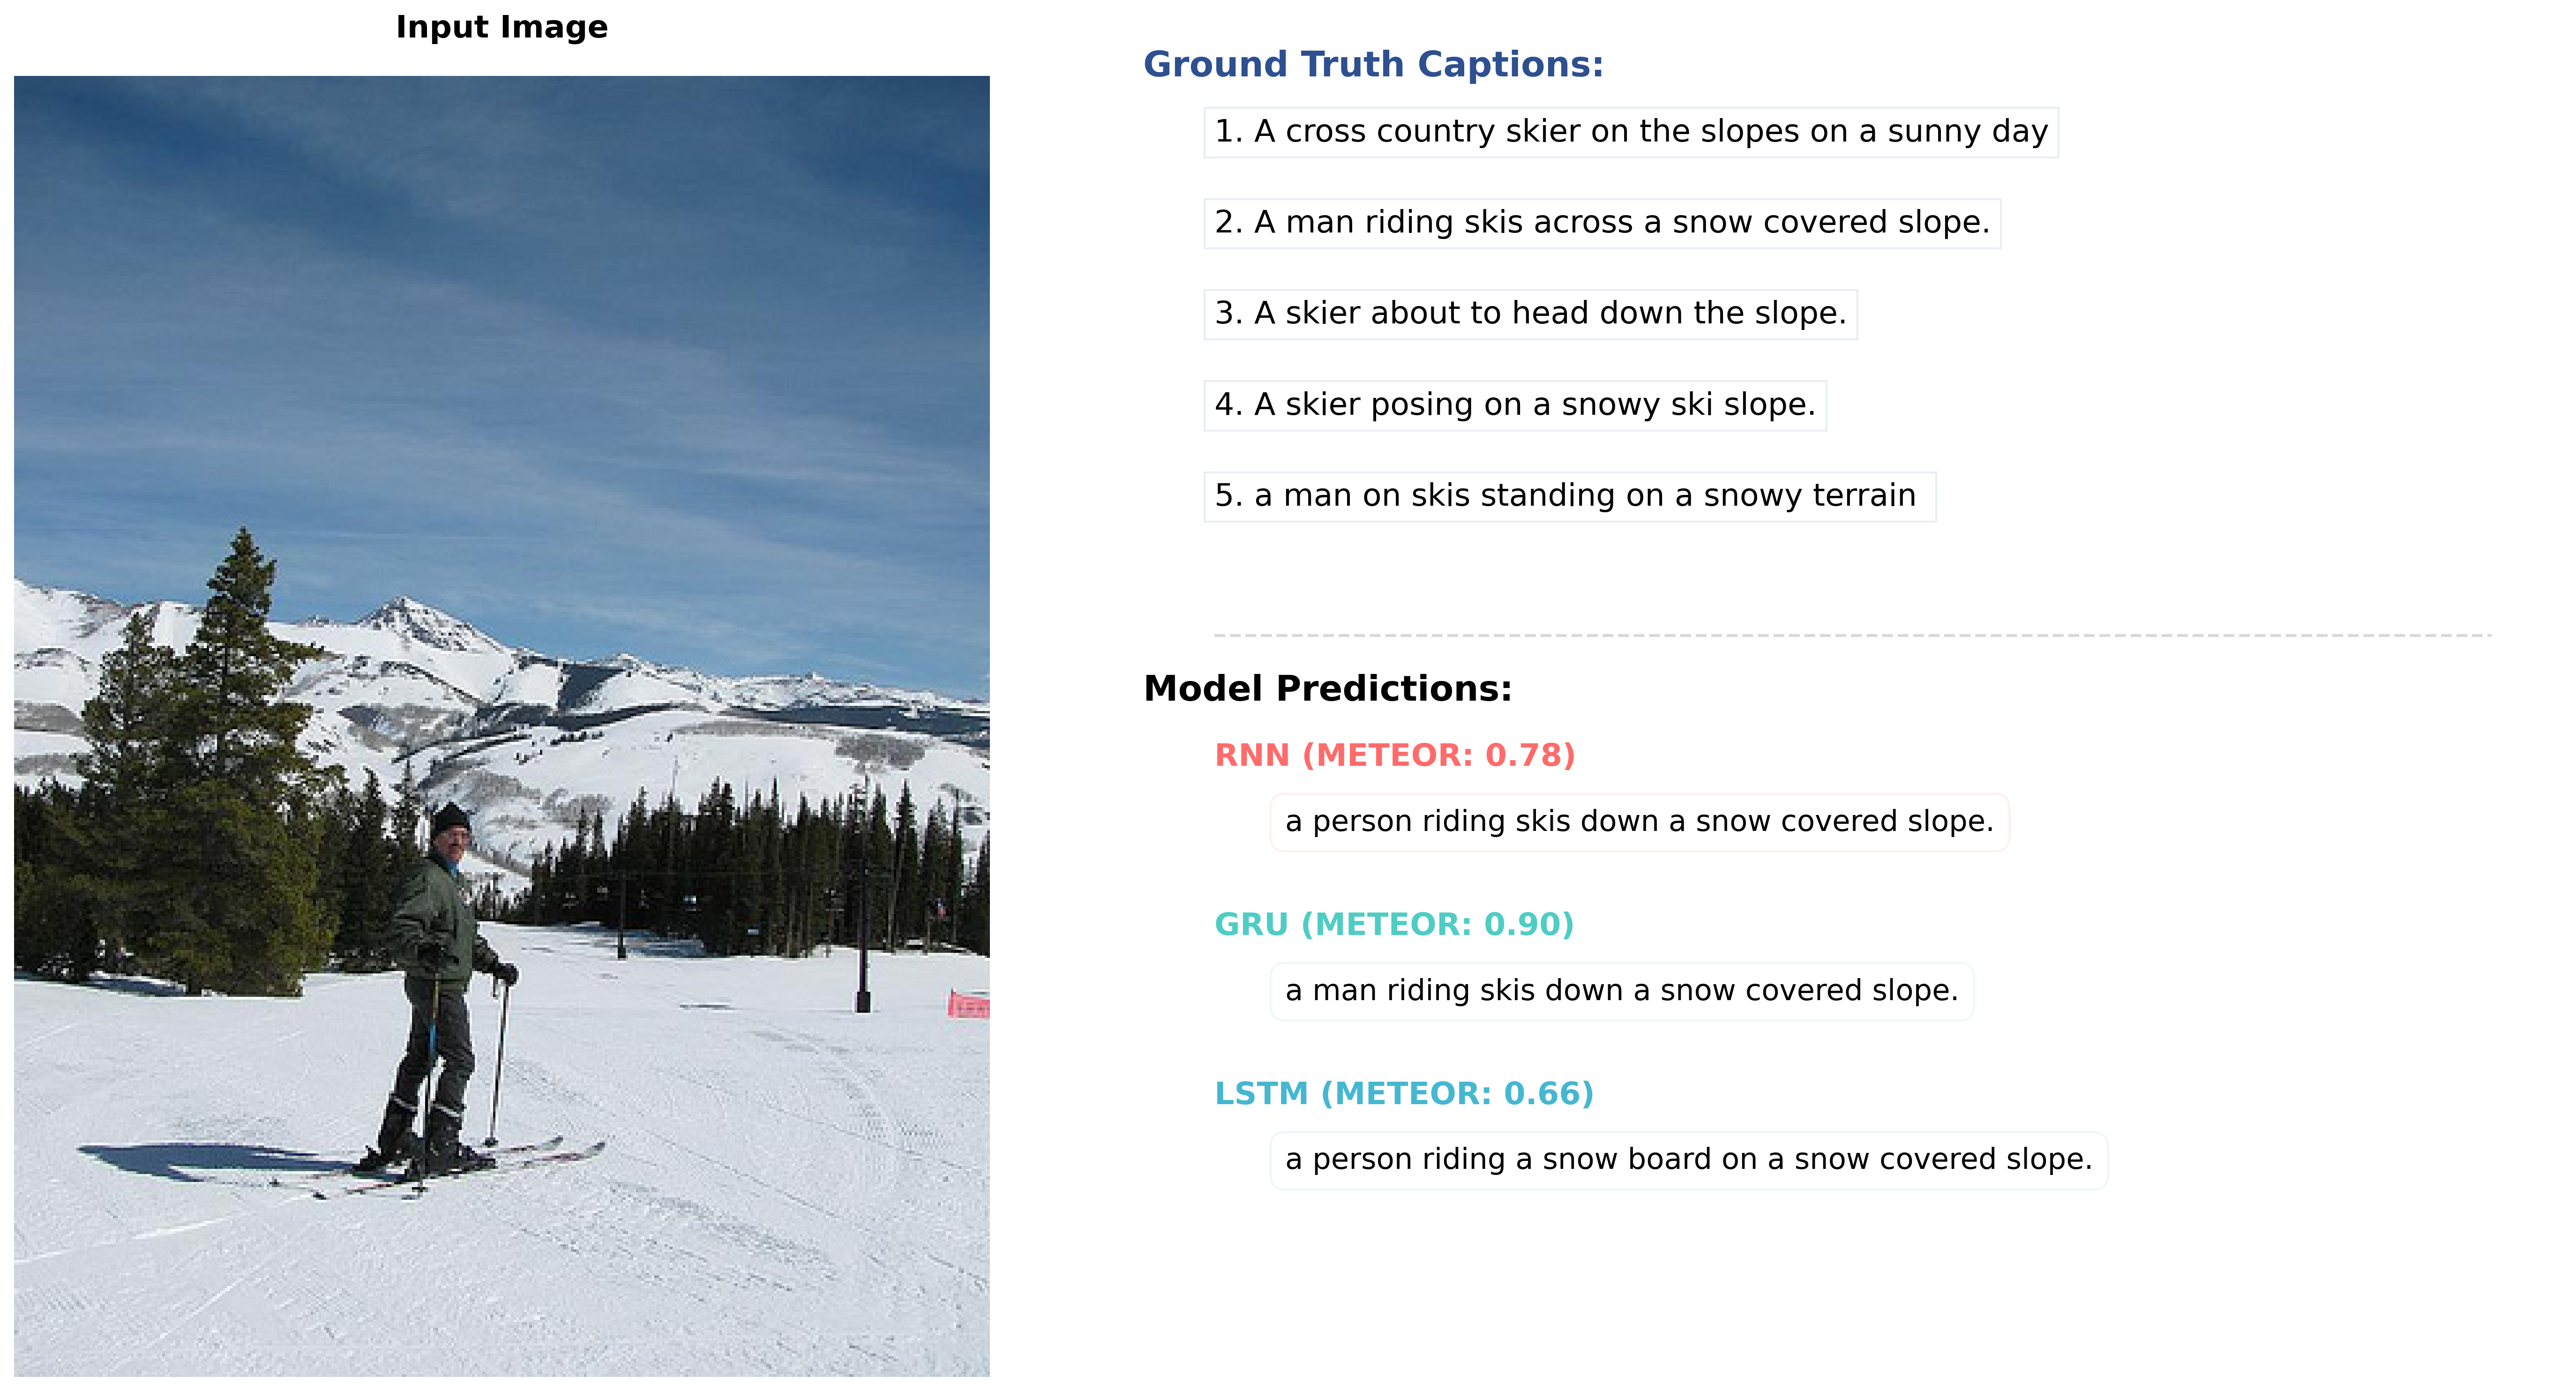 Input Image
Ground Truth Captions:
1. A cross country skier on the slopes on a sunny day
2. A man riding skis across a snow covered slope.
3. A skier about to head down the slope.
4. A skier posing on a snowy ski slope.
5. a man on skis standing on a snowy terrain
Model Predictions:
RNN (METEOR: 0.78)
a person riding skis down a snow covered slope.
GRU (METEOR: 0.90)
a man riding skis down a snow covered slope.
LSTM (METEOR: 0.66)
a person riding a snow board on a snow covered slope.